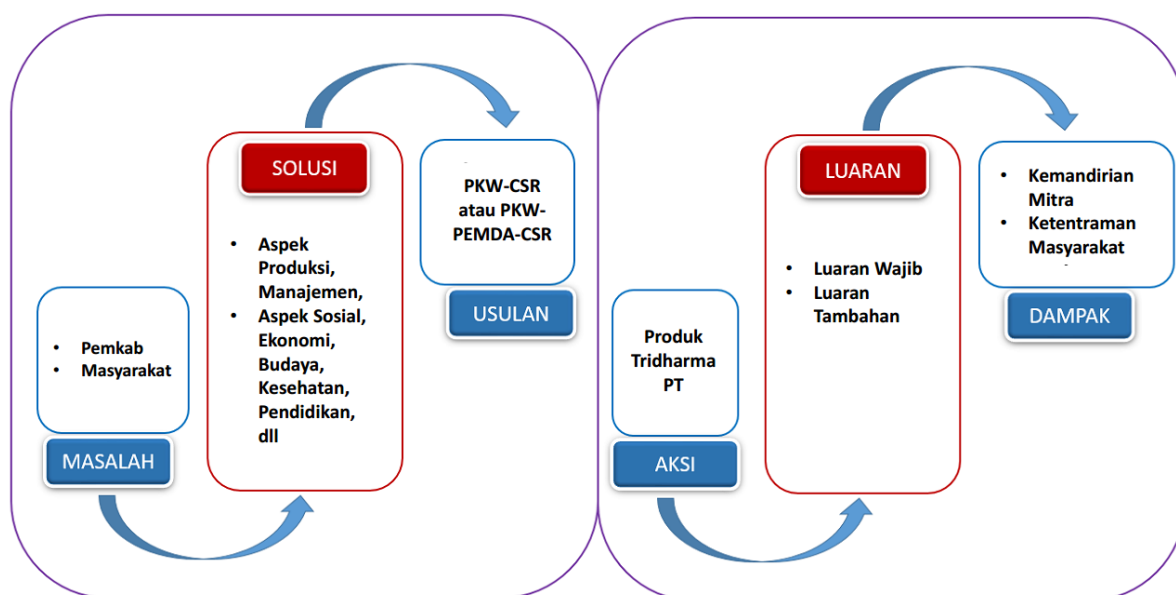 • Pemkab
• Masyarakat
MASALAH
SOLUSI
• Aspek
Produksi,
Manajemen,
• Aspek Sosial,
Ekonomi,
Budaya,
Kesehatan,
Pendidikan,
dll
PKW-CSR
atau PKW-
PEMDA-CSR
USULAN
Produk
Tridharma
PT
AKSI
LUARAN
• Luaran Wajib
• Luaran
Tambahan
• Kemandirian
Mitra
• Ketentraman
Masyarakat
DAMPAK